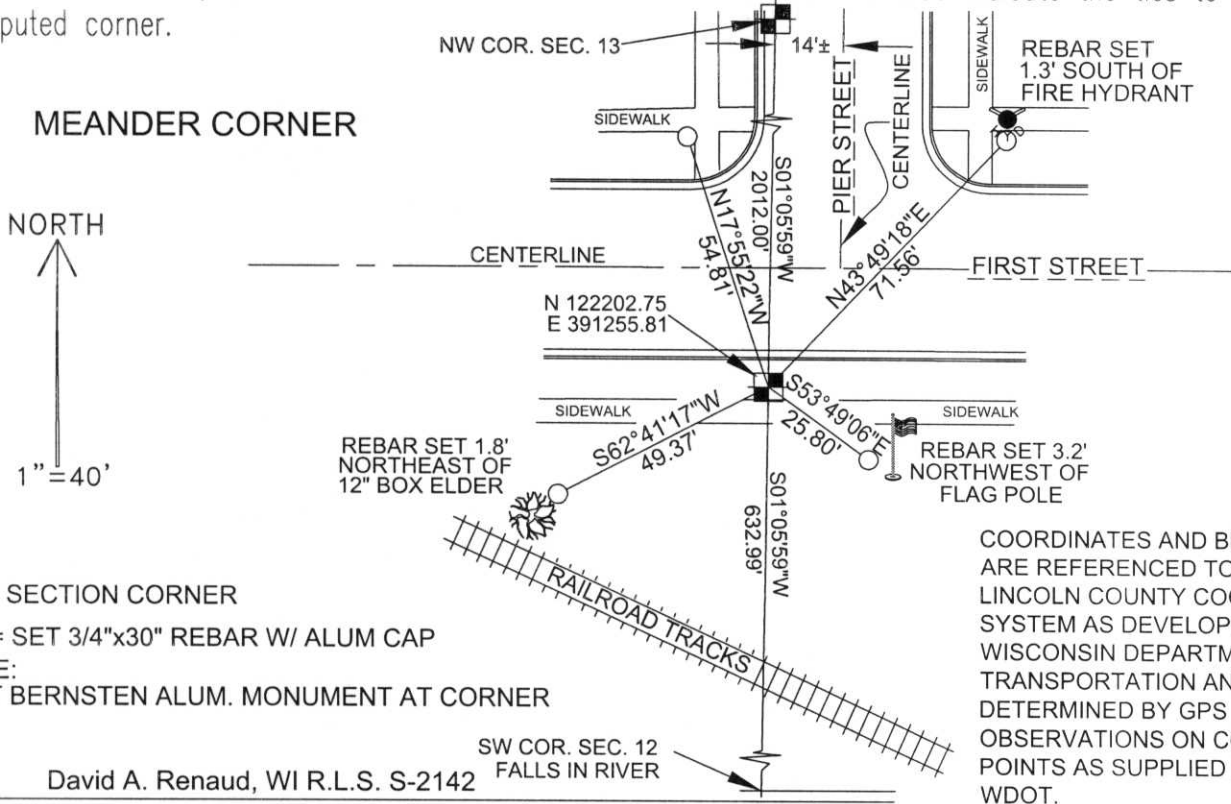 puted corner.
NW COR. SEC. 13
14'±
SIDEWALK
REBAR SET
1.3' SOUTH OF
FIRE HYDRANT
MEANDER CORNER
SIDEWALK
PIER STREET
CENTERLINE
S01°05'59"W
2012.00'
N17°55'22"W
54.81'
N43°49'18"E
71.56'
NORTH
CENTERLINE
FIRST STREET
N 122202.75
E 391255.81
1"=40'
SIDEWALK
SIDEWALK
S62°41'17"W
49.37'
S53°49'06"E
25.80'
REBAR SET 1.8'
NORTHEAST OF
12" BOX ELDER
REBAR SET 3.2'
NORTHWEST OF
FLAG POLE
S01°05'59"W
632.99'
RAILROAD TRACKS
SECTION CORNER
= SET 3/4"x30" REBAR W/ ALUM CAP
E:
T BERNSTEN ALUM. MONUMENT AT CORNER
SW COR. SEC. 12
FALLS IN RIVER
David A. Renaud, WI R.L.S. S-2142
COORDINATES AND B
ARE REFERENCED TO
LINCOLN COUNTY COO
SYSTEM AS DEVELOP
WISCONSIN DEPARTM
TRANSPORTATION AN
DETERMINED BY GPS
OBSERVATIONS ON CO
POINTS AS SUPPLIED
WDOT.